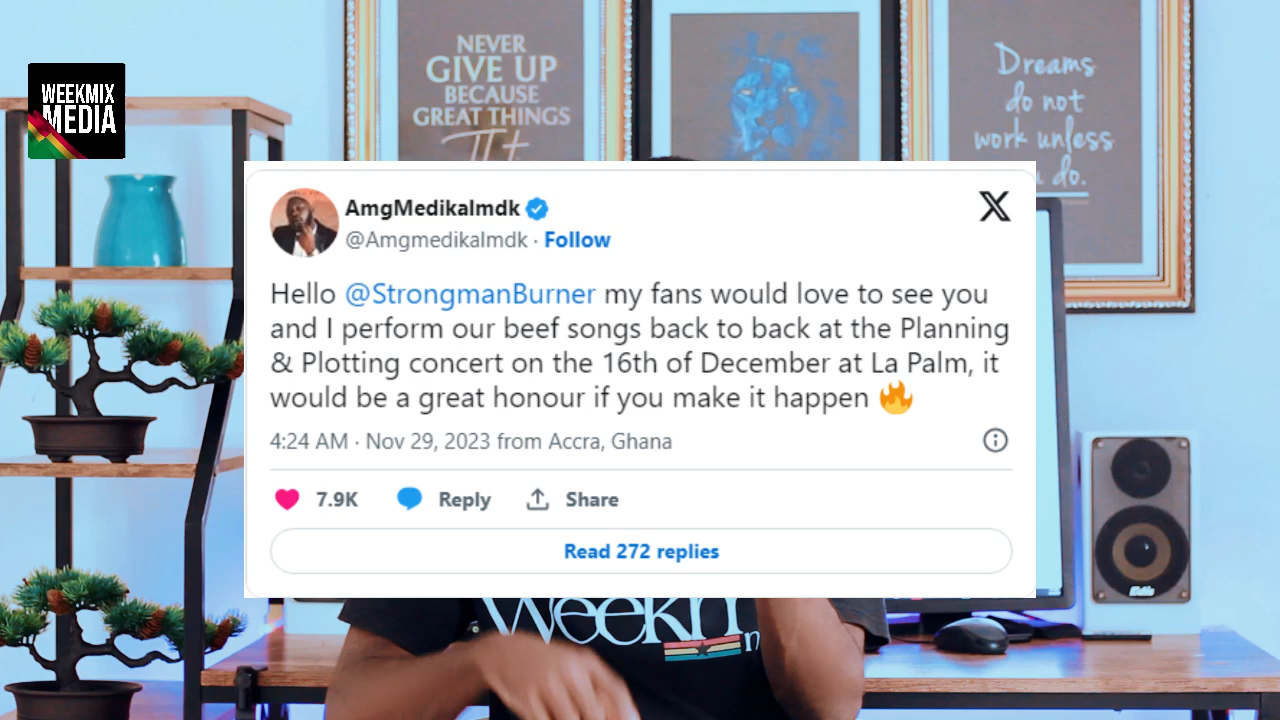 WEEKMIX
MEDIA
NEVER
GIVE UP
BECAUSE
GREAT THINGS
Dreams
do not
work unless
do.
AmgMedikalmdk
@Amgmedikalmdk · Follow
Hello @StrongmanBurner my fans would love to see you
and I perform our beef songs back to back at the Planning
& Plotting concert on the 16th of December at La Palm, it
would be a great honour if you make it happen 🔥
4:24 AM · Nov 29, 2023 from Accra, Ghana
7.9K Reply Share
Read 272 replies